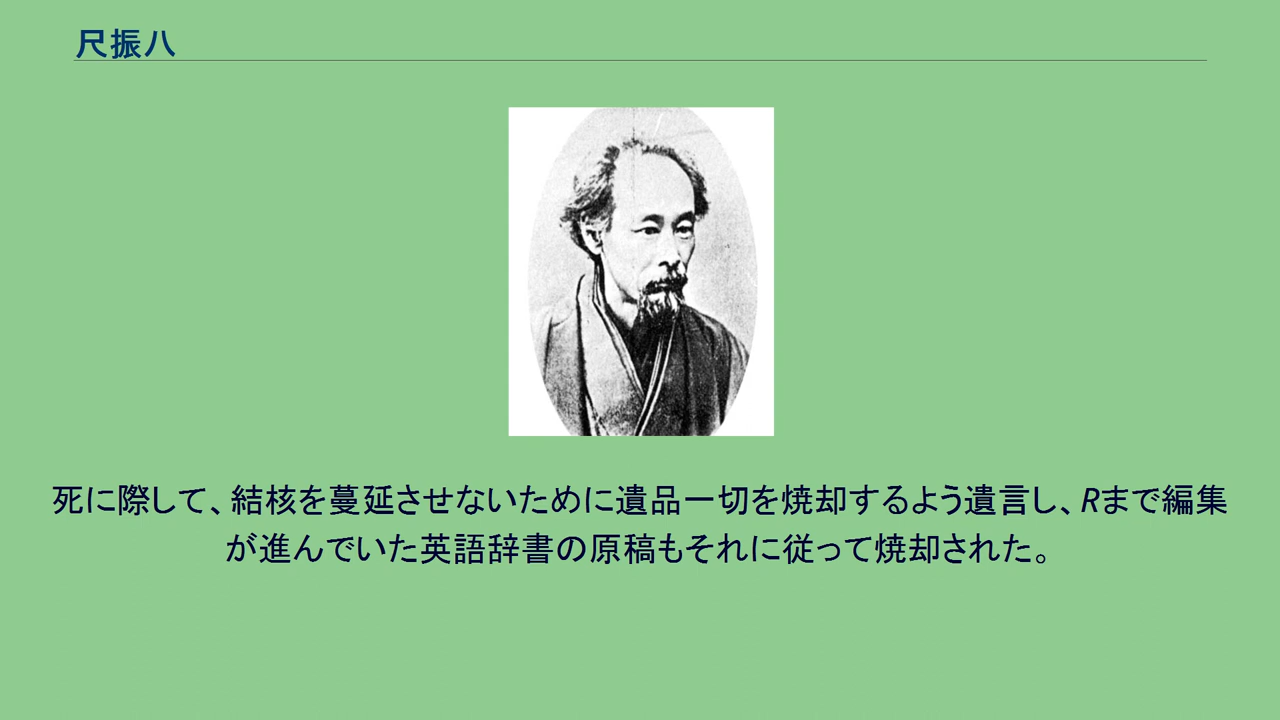 尺振八
死に際して、結核を蔓延させないために遺品一切を焼却するよう遺言し、Rまで編集
が進んでいた英語辞書の原稿もそれに従って焼却された。